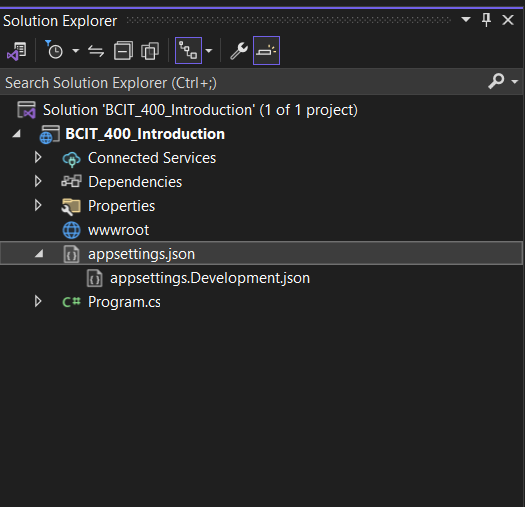 Solution Explorer
Search Solution Explorer (Ctrl+;)
Solution 'BCIT_400_Introduction' (1 of 1 project)
BCIT_400_Introduction
Connected Services
Dependencies
Properties
wwwroot
appsettings.json
appsettings.Development.json
C# Program.cs